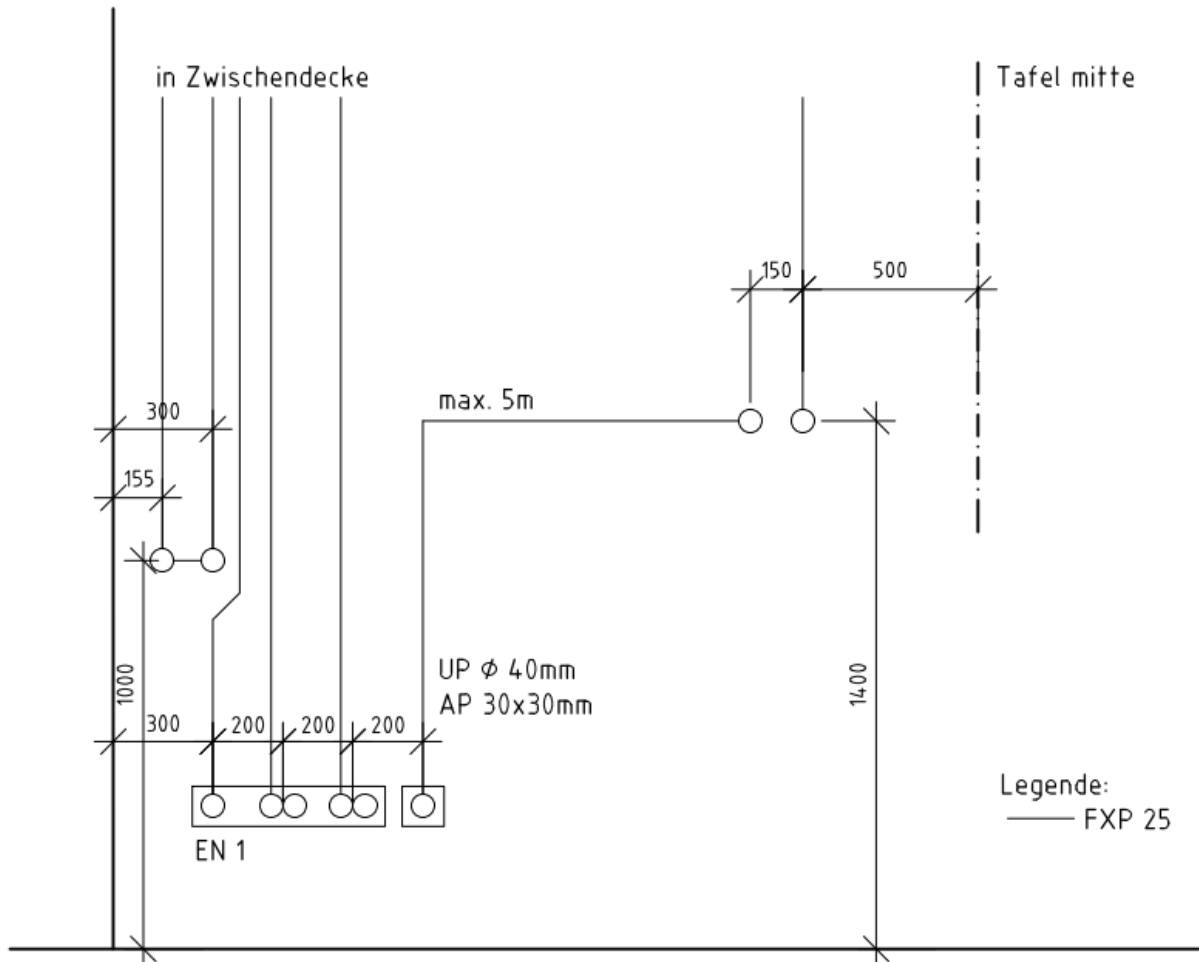 in Zwischendecke
Tafel mitte
150
500
300
max. 5m
155
1000
UP ϕ 40mm
AP 30x30mm
1400
300
200
200
200
Legende:
FXP 25
EN 1